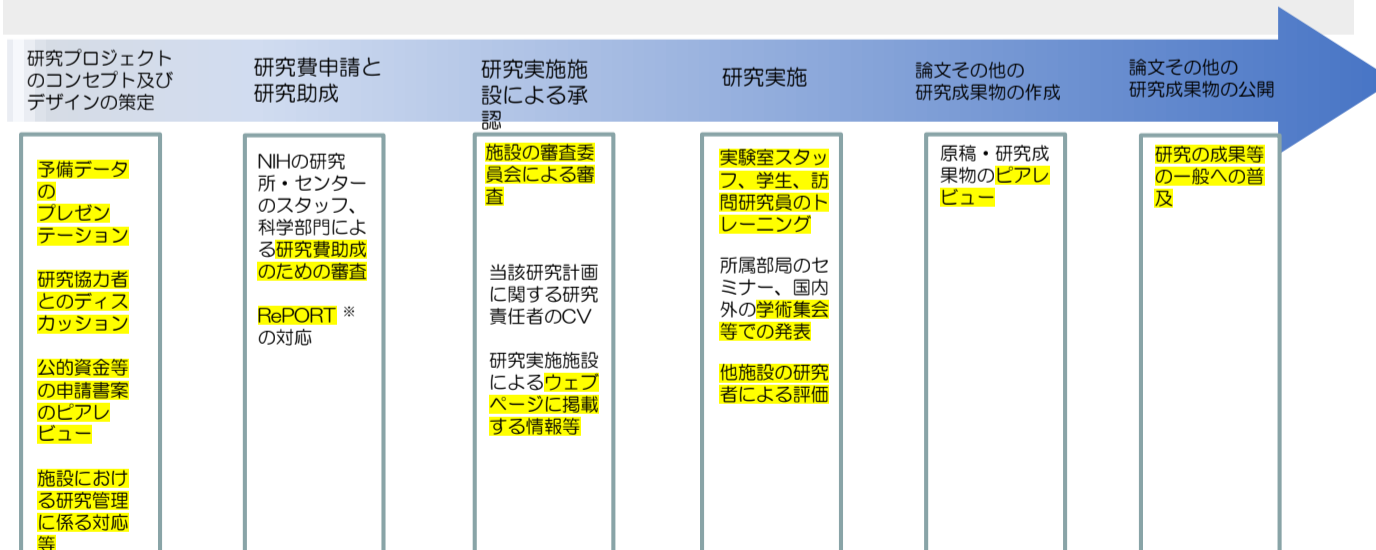 研究プロジェクト
のコンセプト及び
デザインの策定
研究費申請と
研究助成
研究実施施
設による承
認
研究実施
論文その他の
研究成果物の作成
論文その他の
研究成果物の公開
予備データ
の
プレゼン
テーション
研究協力者
とのディス
カッション
公的資金等
の申請書案
のピアレ
ビュー
施設におけ
る研究管理
に係る対応
等
NIHの研究
所・センター
のスタッフ、
科学部門によ
る研究費助成
のための審査
RePORT ※
の対応
施設の審査委
員会による審
査
当該研究計画
に関する研究
責任者のCV
研究実施施設
によるウェブ
ページに掲載
する情報等
実験室スタッ
フ、学生、訪
問研究員のト
レーニング
所属部局のセ
ミナー、国内
外の学術集会
等での発表
他施設の研究
者による評価
原稿・研究成
果物のピアレ
ビュー
研究の成果等
の一般への普
及